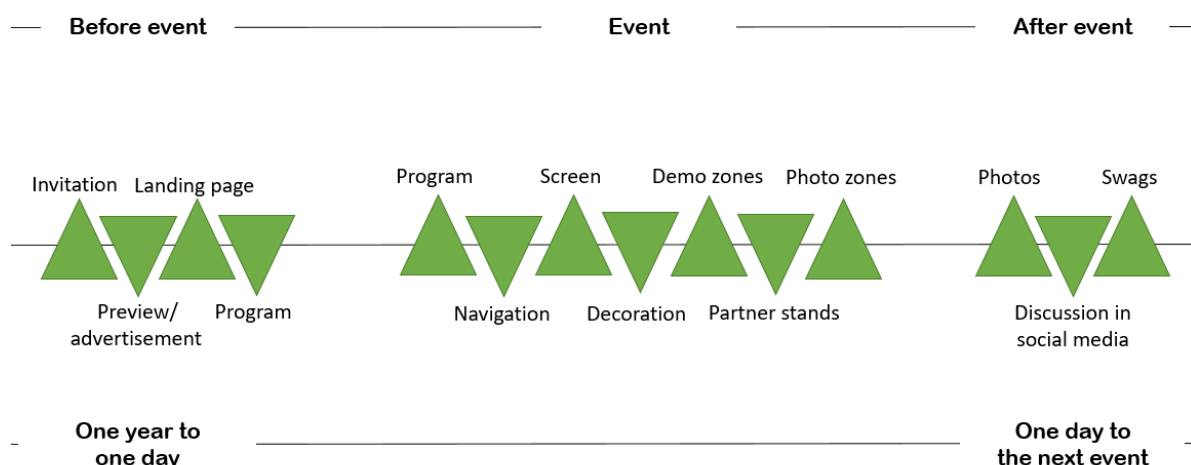 Before event
Event
After event
Invitation
Landing page
Program
Screen
Demo zones
Photo zones
Photos
Swags
Preview/
advertisement
Program
Navigation
Decoration
Partner stands
Discussion in
social media
One year to
one day
One day to
the next event